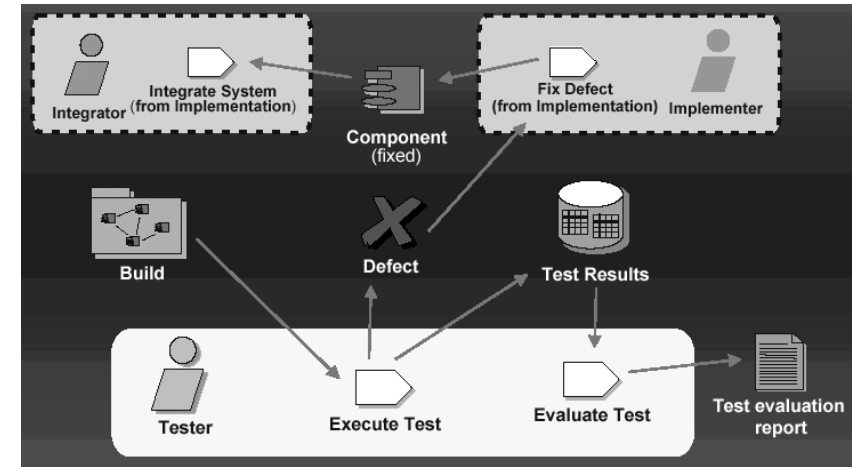 Integrator
Integrate System
(from Implementation)
Fix Defect
(from Implementation)
Implementer
Component
(fixed)
Build
Defect
Test Results
Tester
Execute Test
Evaluate Test
Test evaluation
report